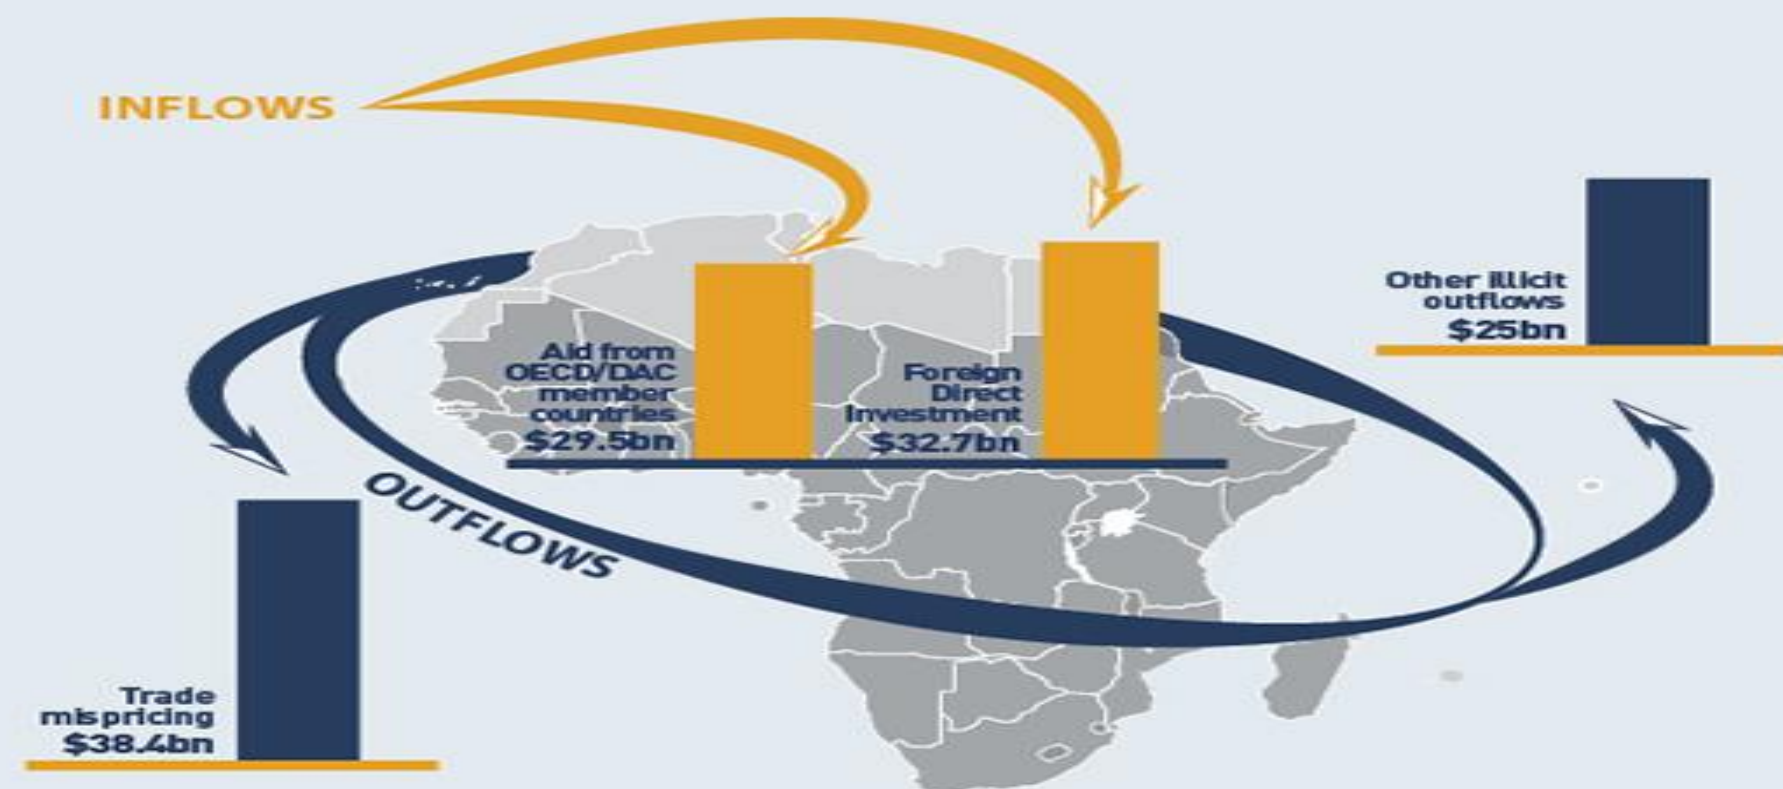 INFLOWS
Other illicit
outflows
$25bn
Aid from
OECD/DAC
member
countries
$29.5bn
Foreign
Direct
Investment
$32.7bn
OUTFLOWS
Trade
mispricing
$38.4bn